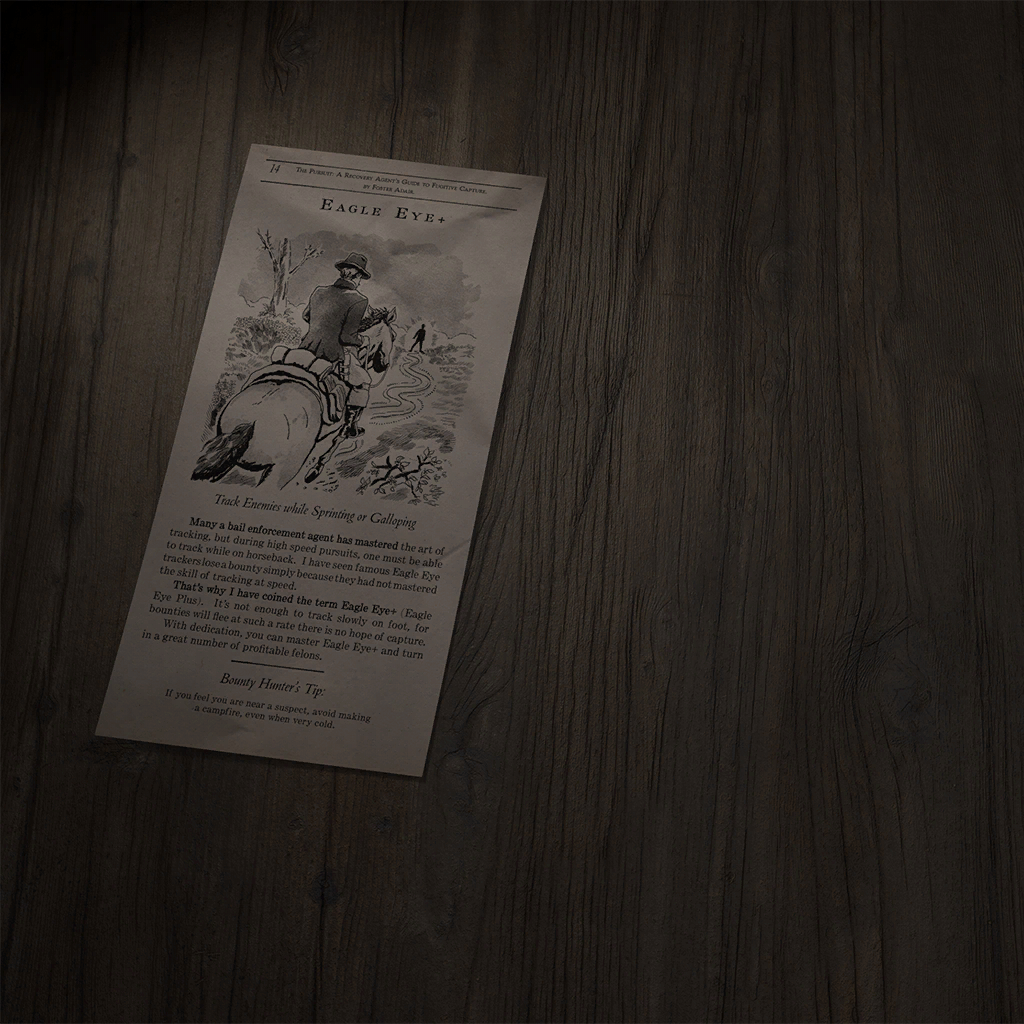 14
The Pursuit: A Recovery Agent's Guide to Fugitive Capture.
by Foster Adair.
Eagle Eye+
Track Enemies while Sprinting or Galloping
Many a bail enforcement agent has mastered the art of
tracking, but during high speed pursuits, one must be able
to track while on horseback. I have seen famous Eagle Eye
trackers lose a bounty simply because they had not mastered
the skill of tracking at speed.
That's why I have coined the term Eagle Eye+ (Eagle
Eye Plus). It's not enough to track slowly on foot, for
bounties will flee at such a rate there is no hope of capture.
With dedication, you can master Eagle Eye+ and turn
in a great number of profitable felons.
Bounty Hunter's Tip:
If you feel you are near a suspect, avoid making
a campfire, even when very cold.